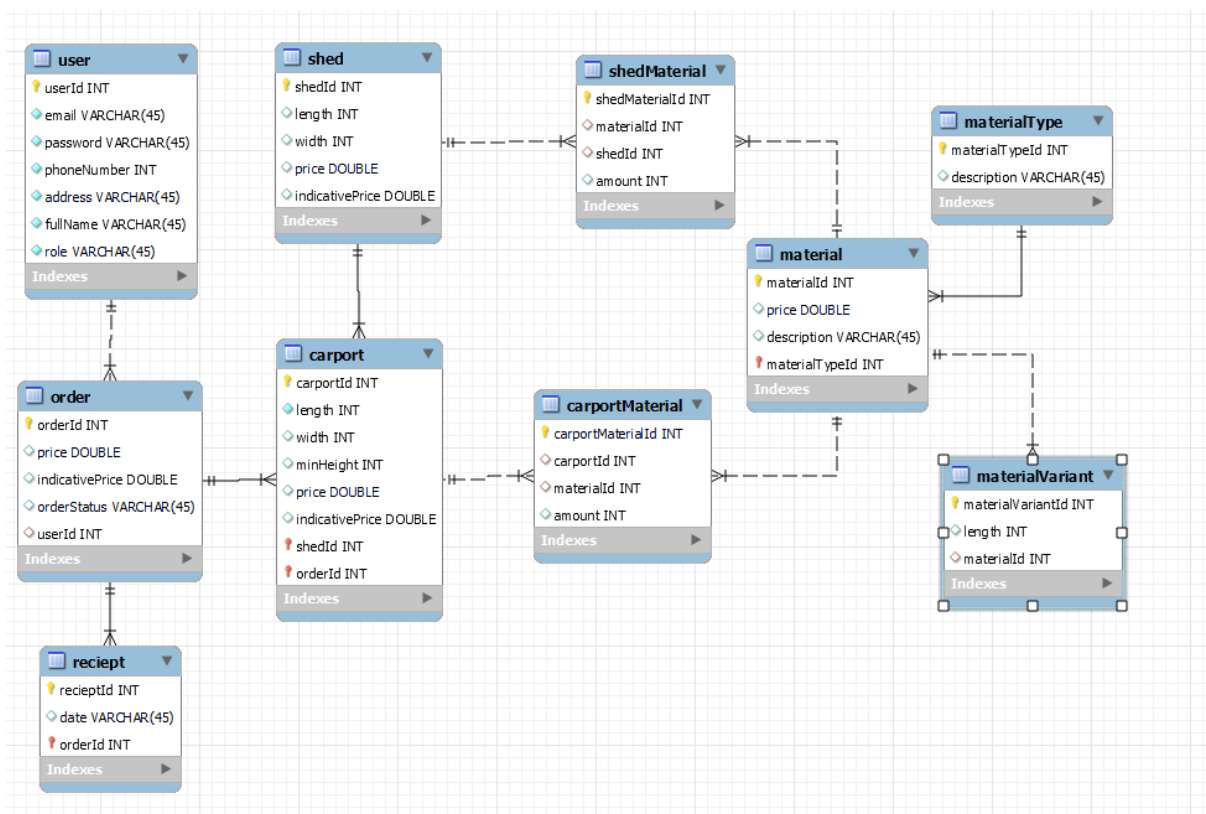 user
userId INT
email VARCHAR(45)
password VARCHAR(45)
phoneNumber INT
address VARCHAR(45)
fullName VARCHAR(45)
role VARCHAR(45)
Indexes
shed
shedId INT
length INT
width INT
price DOUBLE
indicativePrice DOUBLE
Indexes
shedMaterial
shedMaterialId INT
materialId INT
shedId INT
amount INT
Indexes
materialType
materialTypeId INT
description VARCHAR(45)
Indexes
material
materialId INT
price DOUBLE
description VARCHAR(45)
materialTypeId INT
Indexes
order
orderId INT
price DOUBLE
indicativePrice DOUBLE
orderStatus VARCHAR(45)
userId INT
Indexes
carport
carportId INT
length INT
width INT
minHeight INT
price DOUBLE
indicativePrice DOUBLE
shedId INT
orderId INT
Indexes
carportMaterial
carportMaterialId INT
carportId INT
materialId INT
amount INT
Indexes
materialVariant
materialVariantId INT
length INT
materialId INT
Indexes
reciept
recieptId INT
date VARCHAR(45)
orderId INT
Indexes